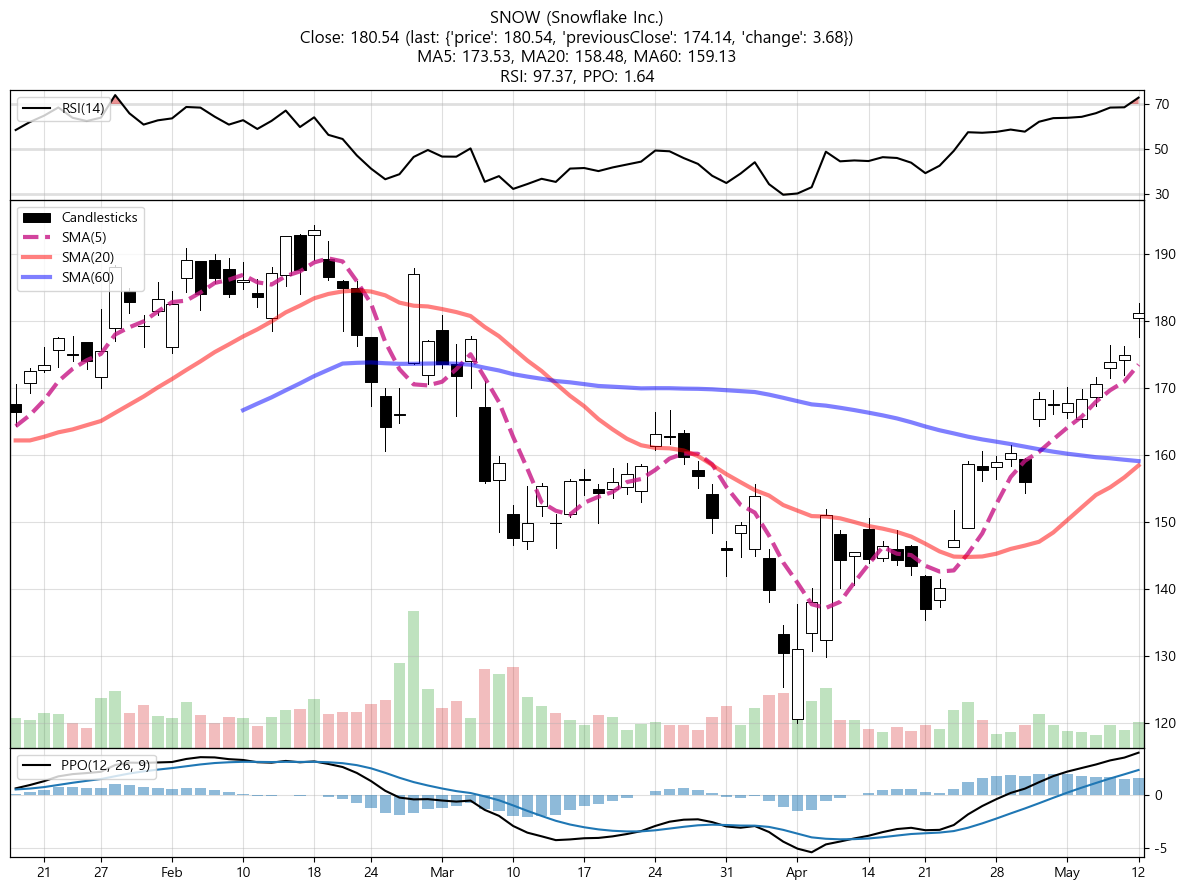 SNOW (Snowflake Inc.)
Close: 180.54 (last: {'price': 180.54, 'previousClose': 174.14, 'change': 3.68})
MA5: 173.53, MA20: 158.48, MA60: 159.13
RSI: 97.37, PPO: 1.64
RSI(14)
70
50
30
Candlesticks
SMA(5)
SMA(20)
SMA(60)
190
180
170
160
150
140
130
120
PPO(12, 26, 9)
0
-5
21 27 Feb 10 18 24 Mar 10 17 24 31 Apr 14 21 28 May 12